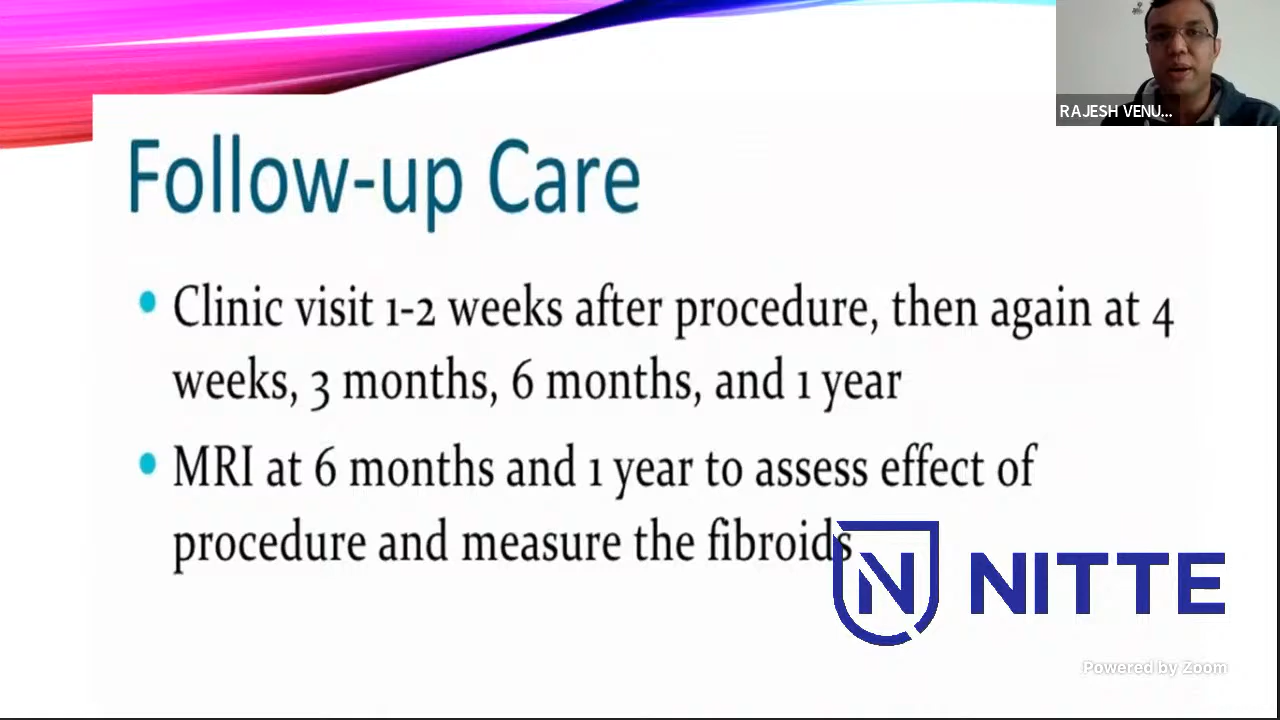 RAJESH VENU...
Follow-up Care
• Clinic visit 1-2 weeks after procedure, then again at 4
weeks, 3 months, 6 months, and 1 year
• MRI at 6 months and 1 year to assess effect of
procedure and measure the fibroids
N NITTE
Powered by Zoom